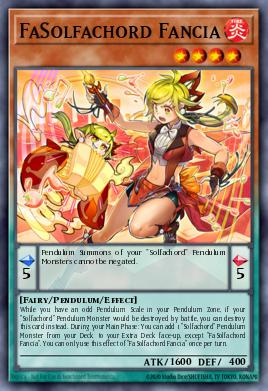 FaSolfachord Fancia
FIRE
炎
Pendulum Summons of your "Solfachord" Pendulum
Monsters cannot be negated.
5
5
[Fairy/Pendulum/Effect]
While you have an odd Pendulum Scale in your Pendulum Zone, if your
"Solfachord" Pendulum Monster would be destroyed by battle, you can destroy
this card instead. During your Main Phase: You can add 1 "Solfachord" Pendulum
Monster from your Deck to your Extra Deck face-up, except "FaSolfachord
Fancia". You can only use this effect of "FaSolfachord Fancia" once per turn.
ATK/1600 DEF/ 400